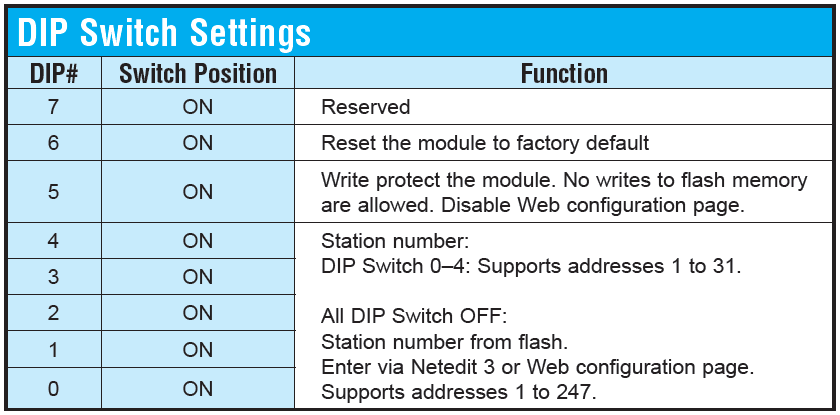 DIP Switch Settings
DIP# Switch Position Function
7 ON Reserved
6 ON Reset the module to factory default
5 ON Write protect the module. No writes to flash memory
are allowed. Disable Web configuration page.
4 ON Station number:
DIP Switch 0–4: Supports addresses 1 to 31.
3 ON
2 ON All DIP Switch OFF:
Station number from flash.
1 ON
Enter via Netedit 3 or Web configuration page.
0 ON Supports addresses 1 to 247.